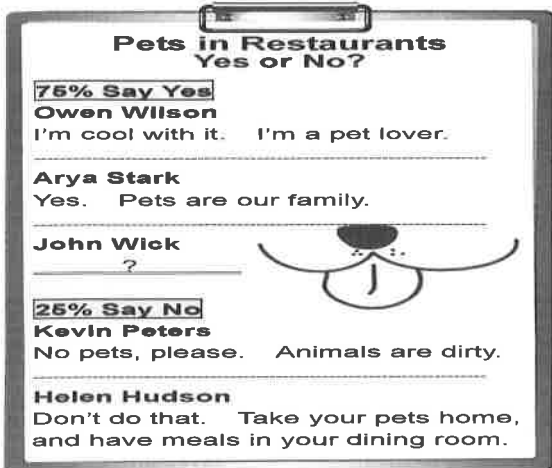 Pets in Restaurants
Yes or No?
75% Say Yes
Owen Wilson
I'm cool with it. I'm a pet lover.
Arya Stark
Yes. Pets are our family.
John Wick
?
25% Say No
Kevin Peters
No pets, please. Animals are dirty.
Helen Hudson
Don't do that. Take your pets home,
and have meals in your dining room.